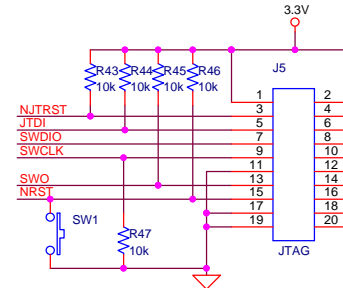 3.3V
R43 R44 R45 R46
10k 10k 10k 10k
J5
NJTRST
JTDI
SWDIO
SWCLK
SWO
NRST
1 2
3 4
5 6
7 8
9 10
11 12
13 14
15 16
17 18
19 20
SW1
R47
10k
JTAG